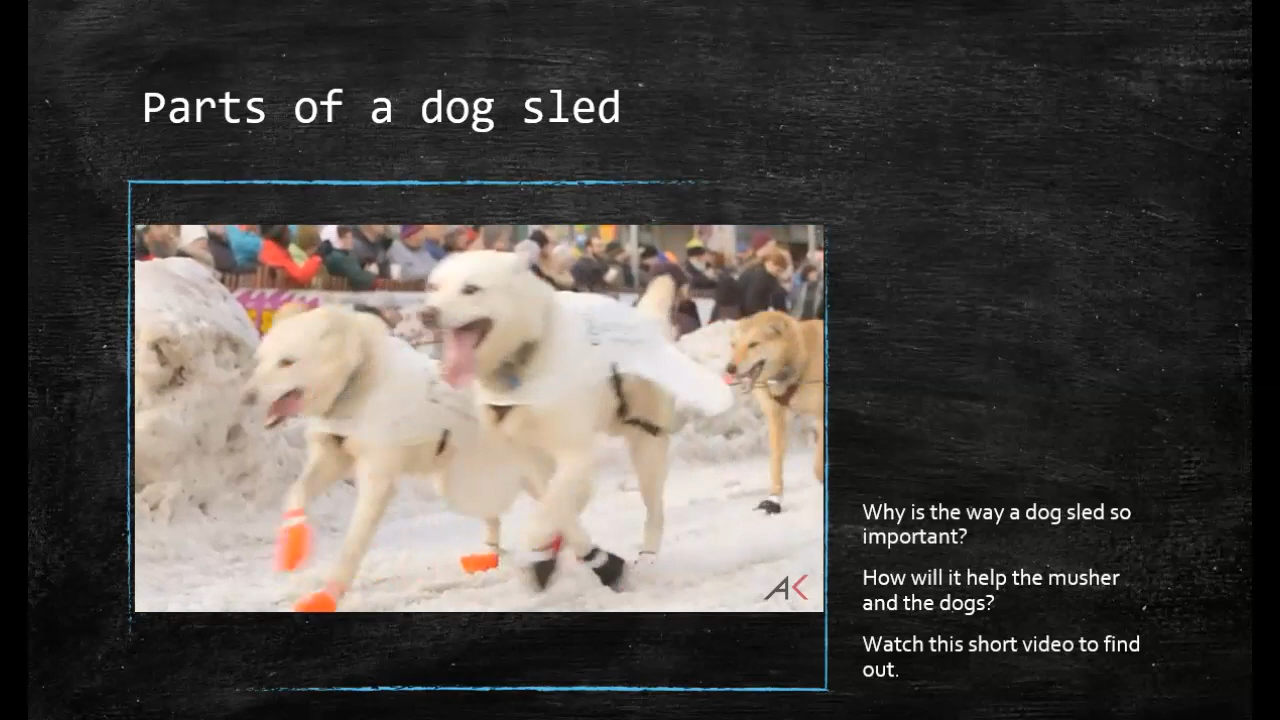 Parts of a dog sled
AK
Why is the way a dog sled so
important?
How will it help the musher
and the dogs?
Watch this short video to find
out.